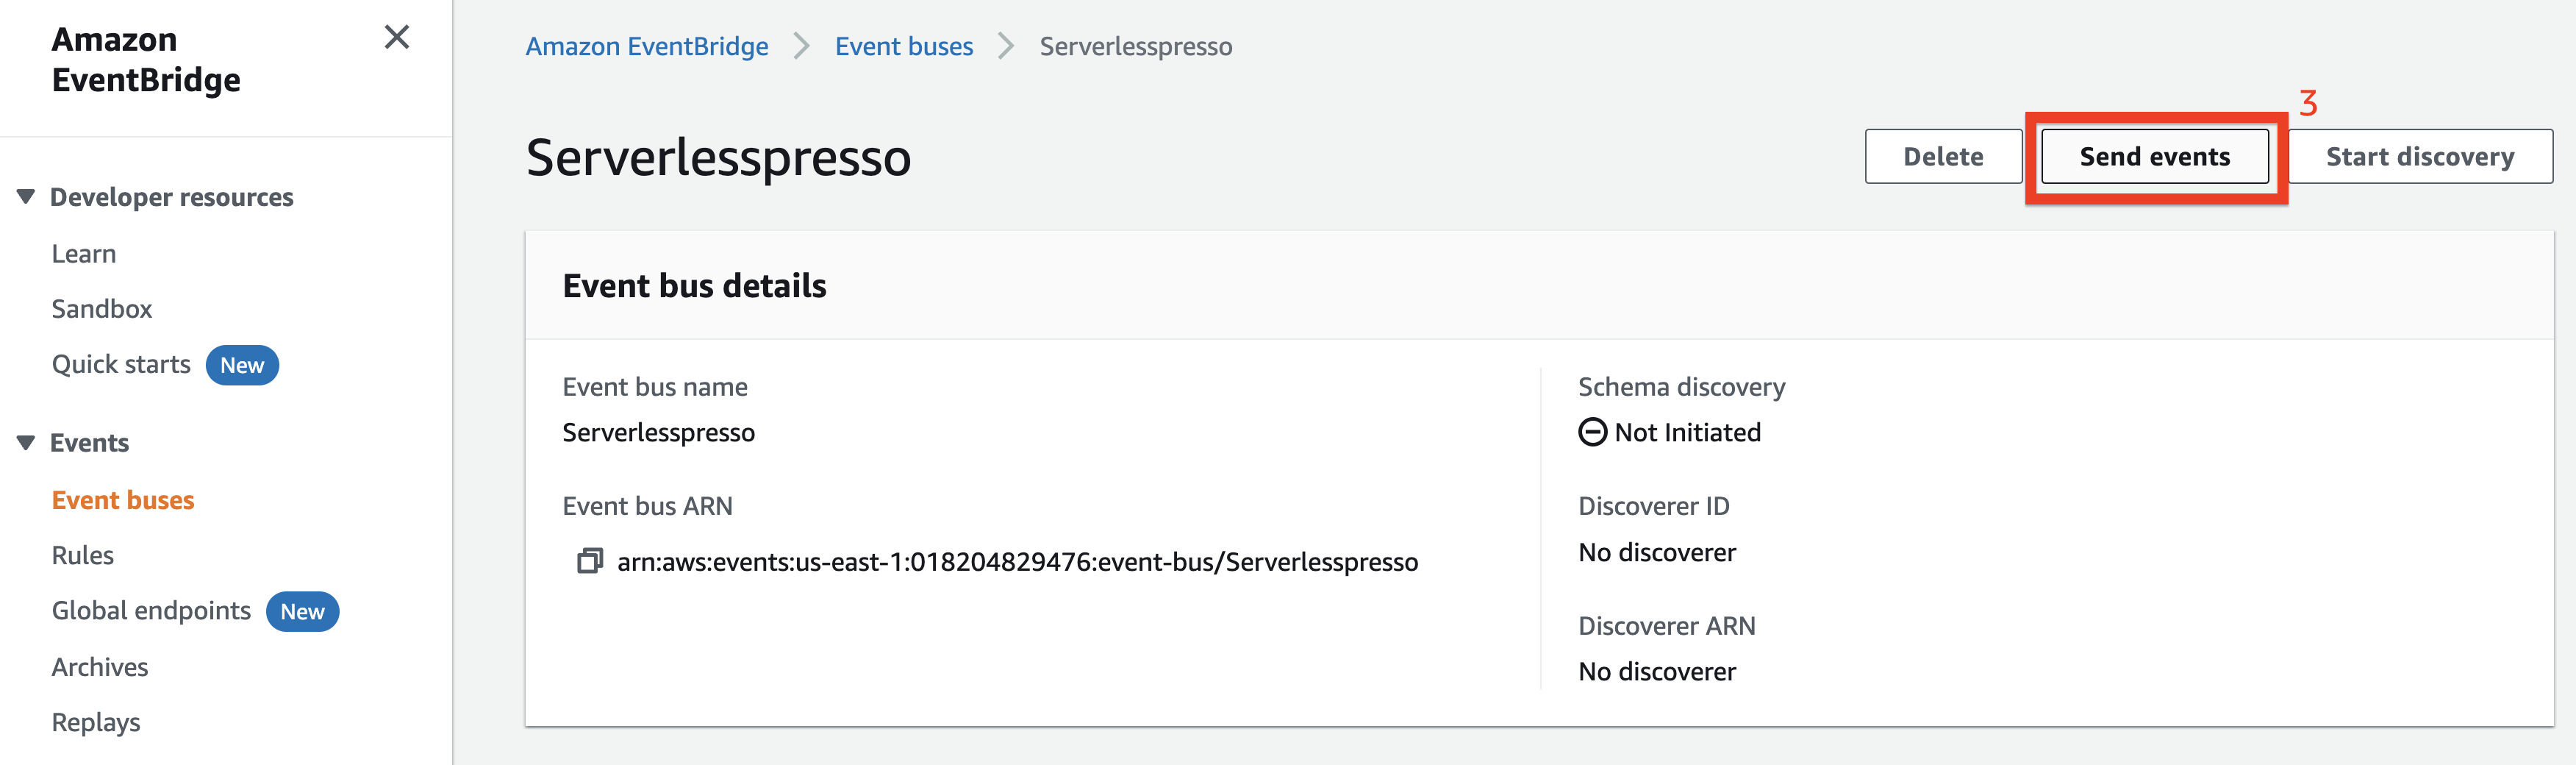 Amazon
EventBridge
Developer resources
Learn
Sandbox
Quick starts New
Events
Event buses
Rules
Global endpoints New
Archives
Replays
Amazon EventBridge Event buses Serverlesspresso
Serverlesspresso
Delete
Send events
3
Start discovery
Event bus details
Event bus name
Serverlesspresso
Event bus ARN
arn:aws:events:us-east-1:018204829476:event-bus/Serverlesspresso
Schema discovery
Not Initiated
Discoverer ID
No discoverer
Discoverer ARN
No discoverer